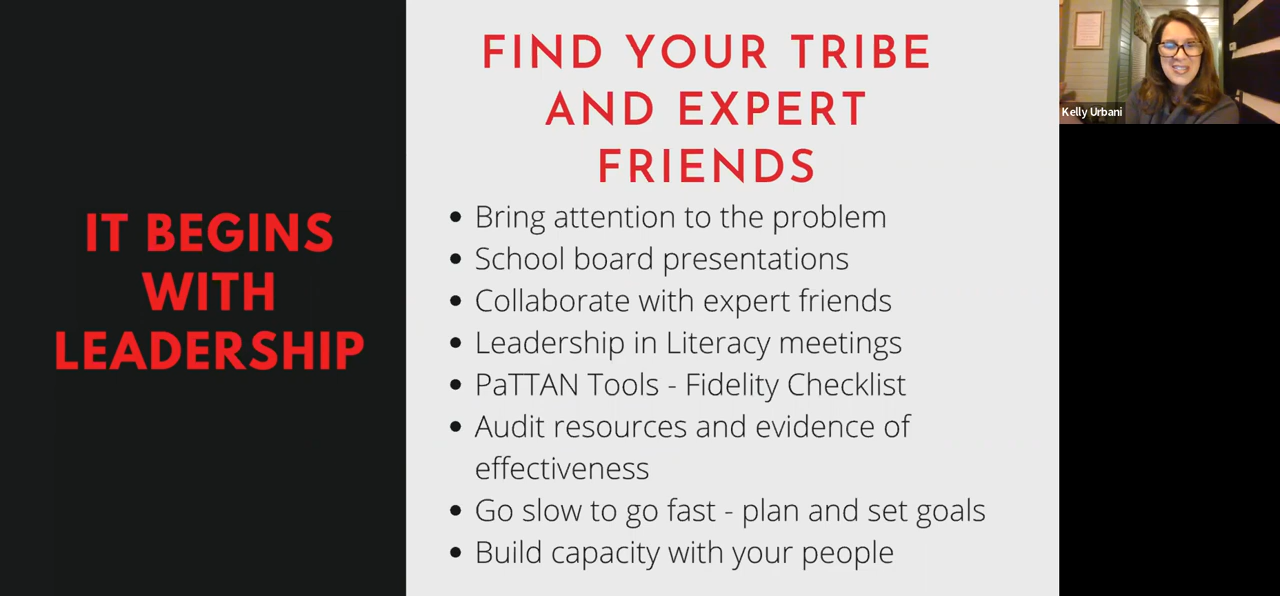 IT BEGINS
WITH
LEADERSHIP
FIND YOUR TRIBE
AND EXPERT
FRIENDS
• Bring attention to the problem
• School board presentations
• Collaborate with expert friends
• Leadership in Literacy meetings
• PaTTAN Tools - Fidelity Checklist
• Audit resources and evidence of
effectiveness
• Go slow to go fast - plan and set goals
• Build capacity with your people
Kelly Urbani